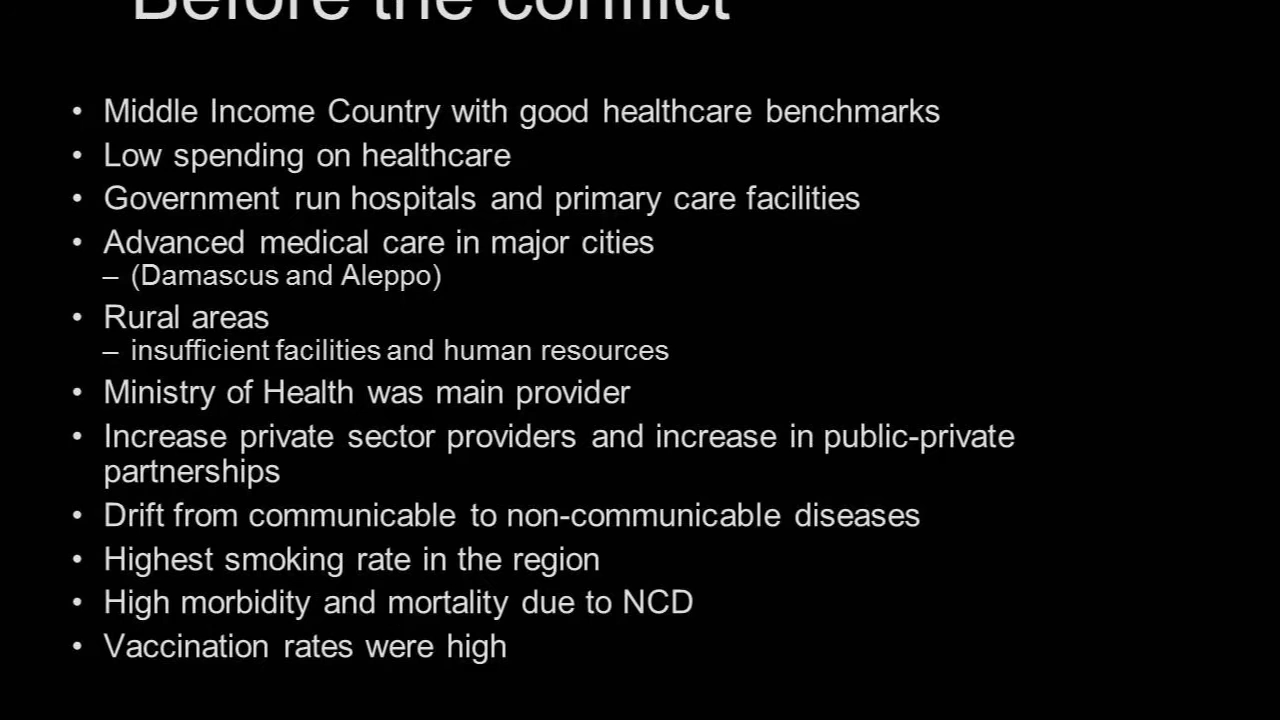 Before the conflict
• Middle Income Country with good healthcare benchmarks
• Low spending on healthcare
• Government run hospitals and primary care facilities
• Advanced medical care in major cities
– (Damascus and Aleppo)
• Rural areas
– insufficient facilities and human resources
• Ministry of Health was main provider
• Increase private sector providers and increase in public-private
partnerships
• Drift from communicable to non-communicable diseases
• Highest smoking rate in the region
• High morbidity and mortality due to NCD
• Vaccination rates were high